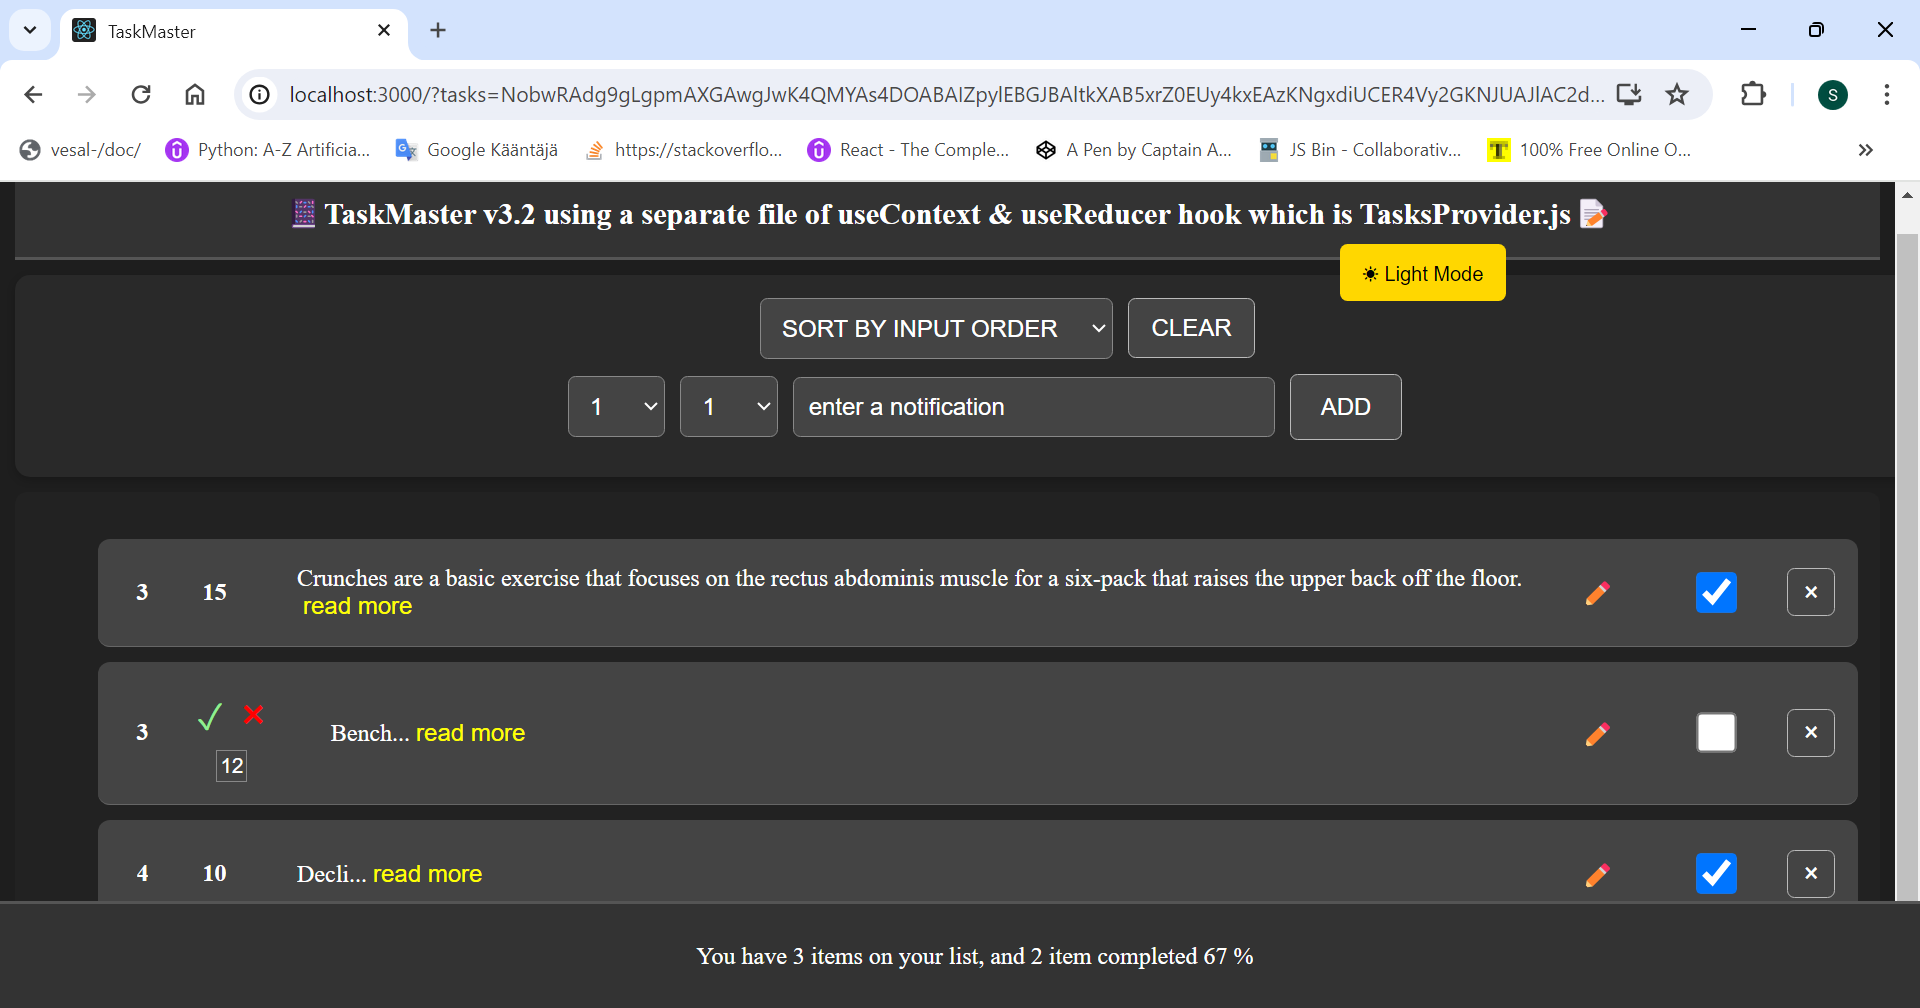 TaskMaster
localhost:3000/?tasks=NobwRAdg9gLgpmAXGAwgJwK4QMYAs4DOABAIZpylEBGJBAltkXAB5xrZ0EUy4kxEAzKNgxdiUCER4Vy2GKNJUAJlAC2d...
S
vesal-/doc/ Python: A-Z Artificia... Google Kääntäjä https://stackoverflo... React - The Comple... A Pen by Captain A... JS Bin - Collaborativ... 100% Free Online O... »
TaskMaster v3.2 using a separate file of useContext & useReducer hook which is TasksProvider.js
Light Mode
SORT BY INPUT ORDER CLEAR
1 1 enter a notification ADD
3 15 Crunches are a basic exercise that focuses on the rectus abdominis muscle for a six-pack that raises the upper back off the floor.
read more
3 Bench... read more
12
4 10 Decli... read more
You have 3 items on your list, and 2 item completed 67 %